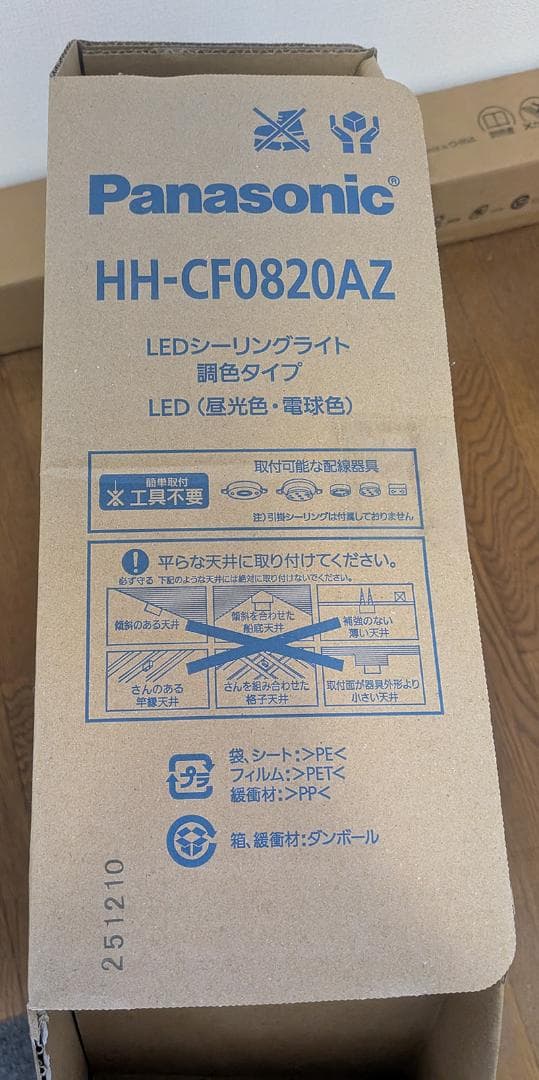 Panasonic®
HH-CF0820AZ
LEDシーリングライト
調色タイプ
LED（昼光色・電球色）
簡単取付
工具不要
取付可能な配線器具
注）引掛シーリングは付属しておりません
平らな天井に取り付けてください。
必ず守る 下記のような天井には絶対に取り付けないでください。
傾斜のある天井
傾斜を合わせた
船底天井
補強のない
薄い天井
さんのある
竿縁天井
さんを組み合わせた
格子天井
取付面が器具外形より
小さい天井
プラ
袋、シート:>PE<
フィルム:>PET<
緩衝材:>PP<
箱、緩衝材:ダンボール
251210